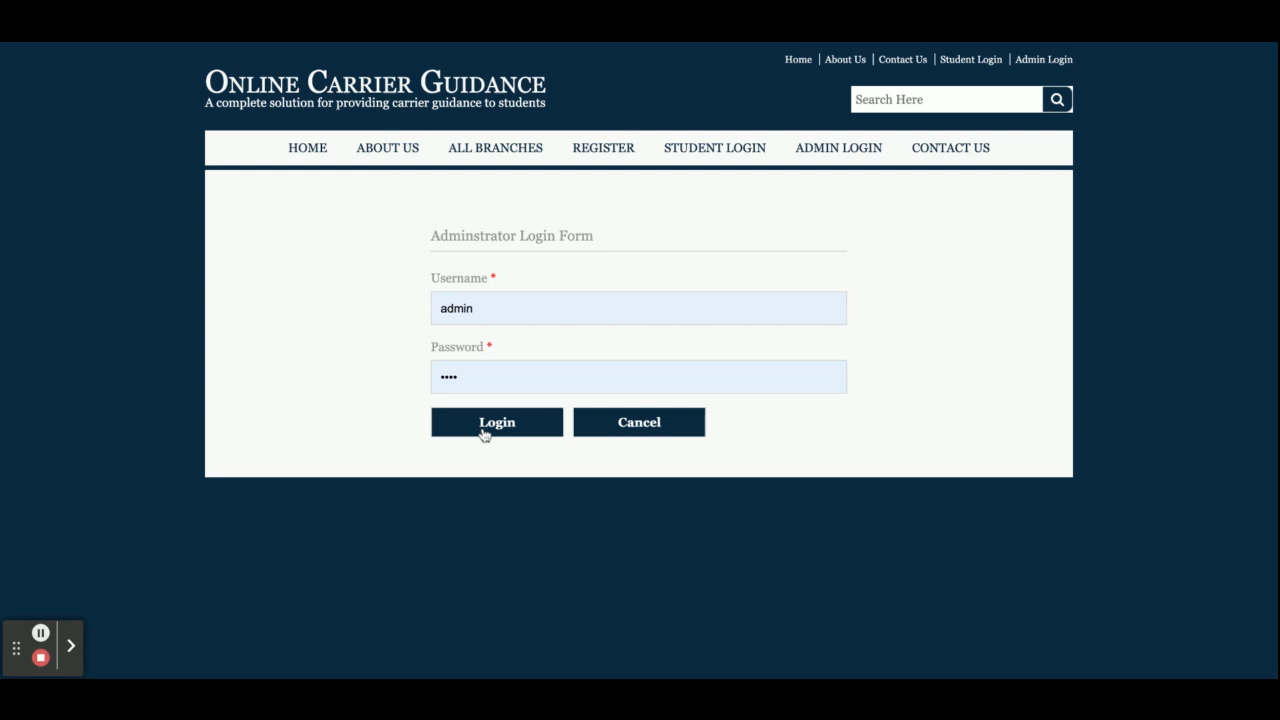 Home | About Us | Contact Us | Student Login | Admin Login
ONLINE CARRIER GUIDANCE
A complete solution for providing carrier guidance to students
Search Here
HOME ABOUT US ALL BRANCHES REGISTER STUDENT LOGIN ADMIN LOGIN CONTACT US
Adminstrator Login Form
Username *
admin
Password *
••••
Login Cancel